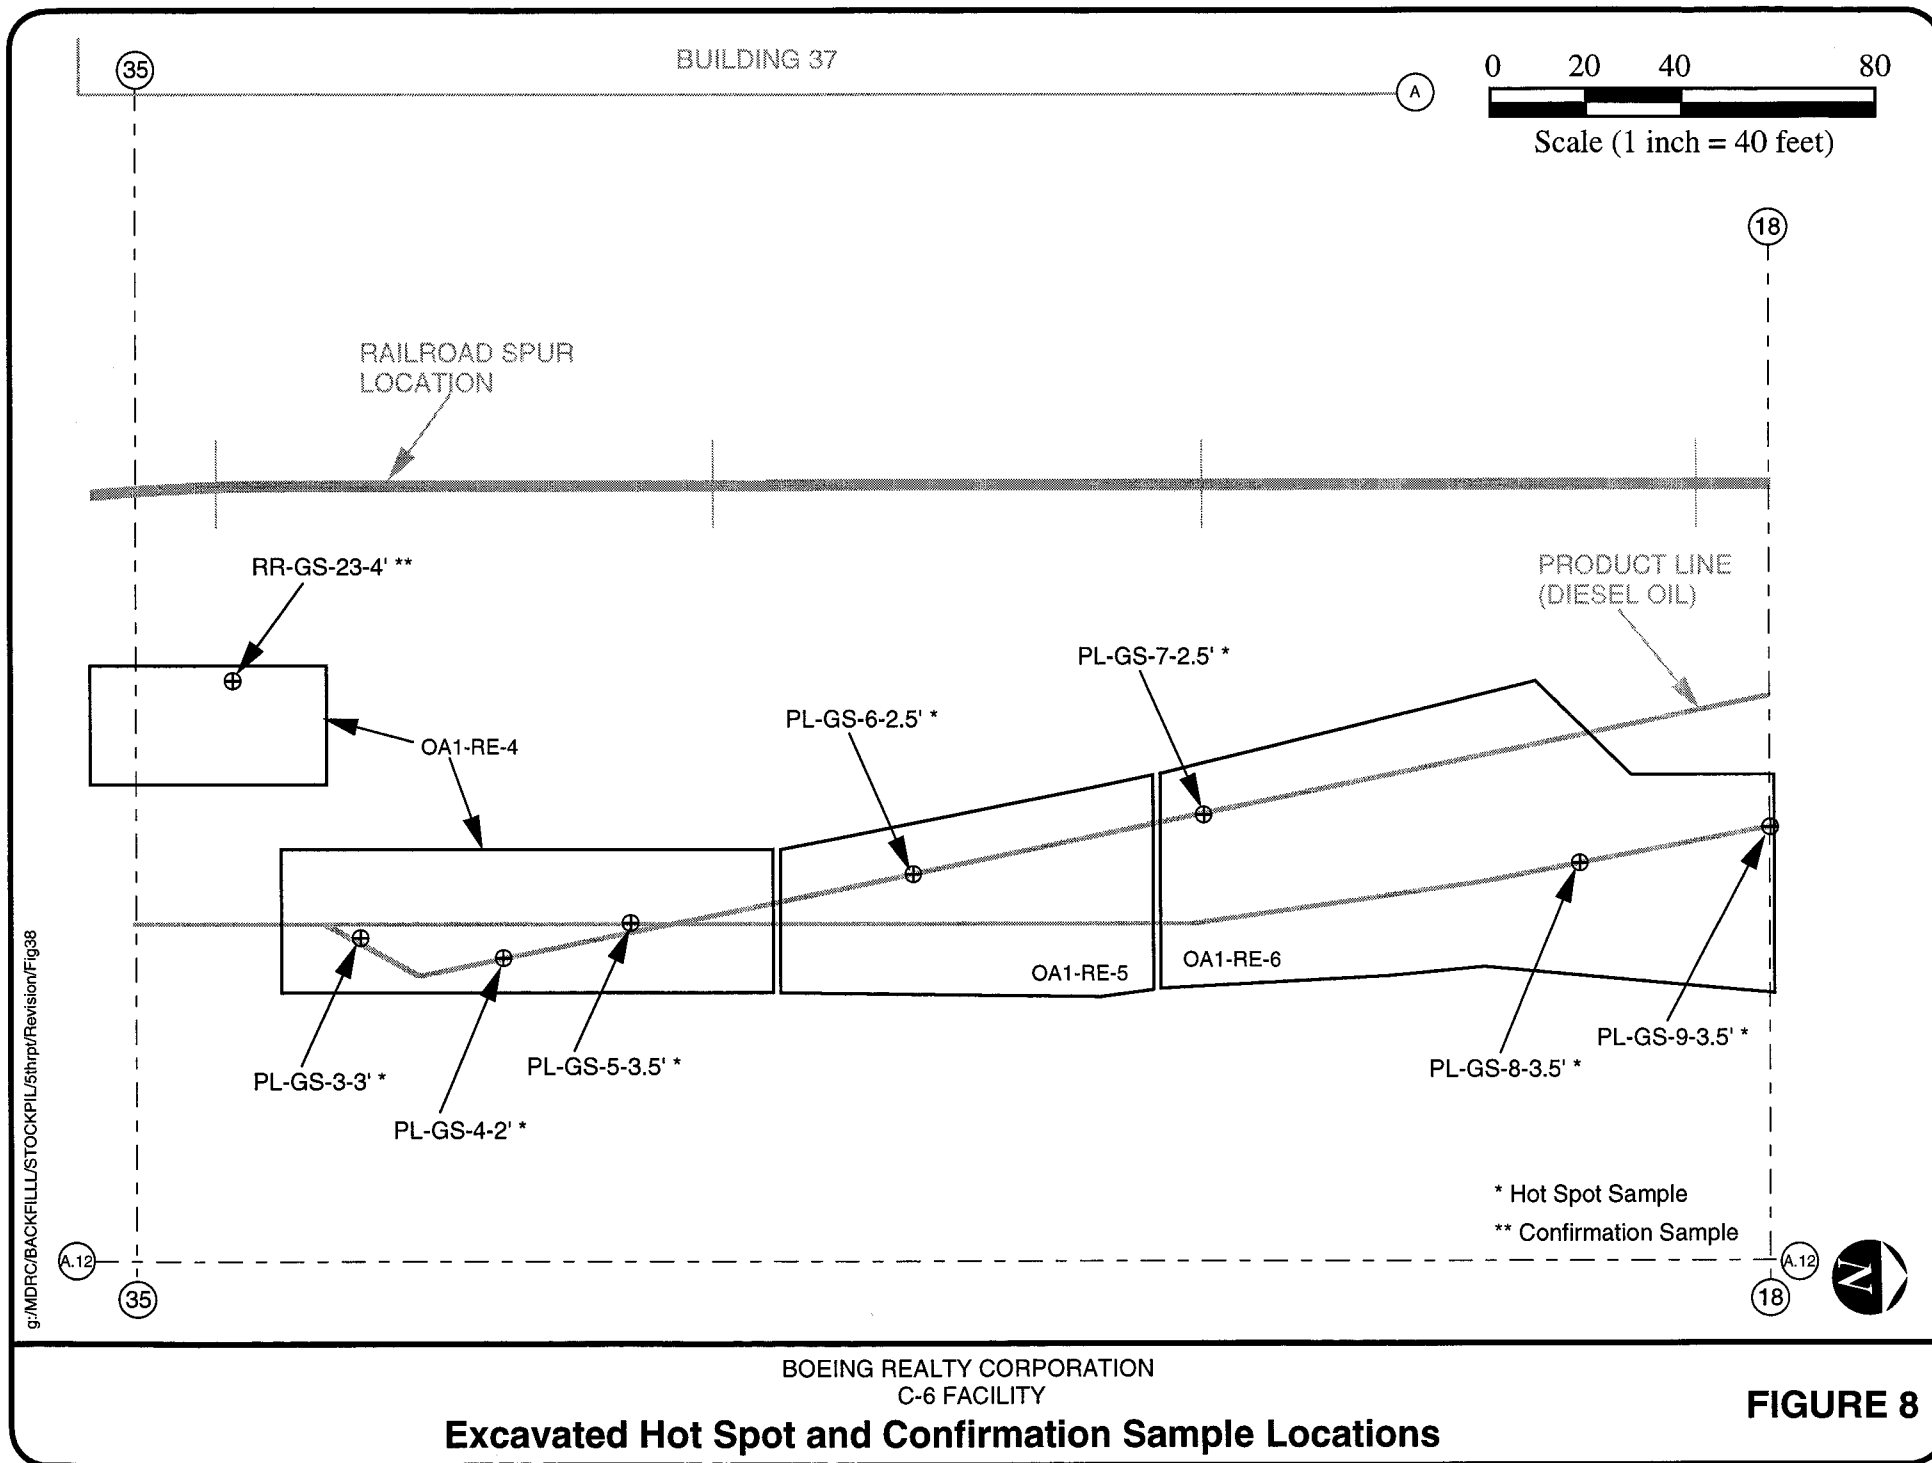 35
BUILDING 37
A
0 20 40 80
Scale (1 inch = 40 feet)
18
RAILROAD SPUR
LOCATION
RR-GS-23-4' **
PRODUCT LINE
(DIESEL OIL)
PL-GS-7-2.5' *
PL-GS-6-2.5' *
OA1-RE-4
OA1-RE-5
OA1-RE-6
PL-GS-9-3.5' *
PL-GS-8-3.5' *
PL-GS-5-3.5' *
PL-GS-3-3' *
PL-GS-4-2' *
* Hot Spot Sample
** Confirmation Sample
A.12
A.12
35
18
N
g:/MDRC/BACKFILLL/STOCKPIL/5thrpt/Revision/Fig38
BOEING REALTY CORPORATION
C-6 FACILITY
Excavated Hot Spot and Confirmation Sample Locations
FIGURE 8